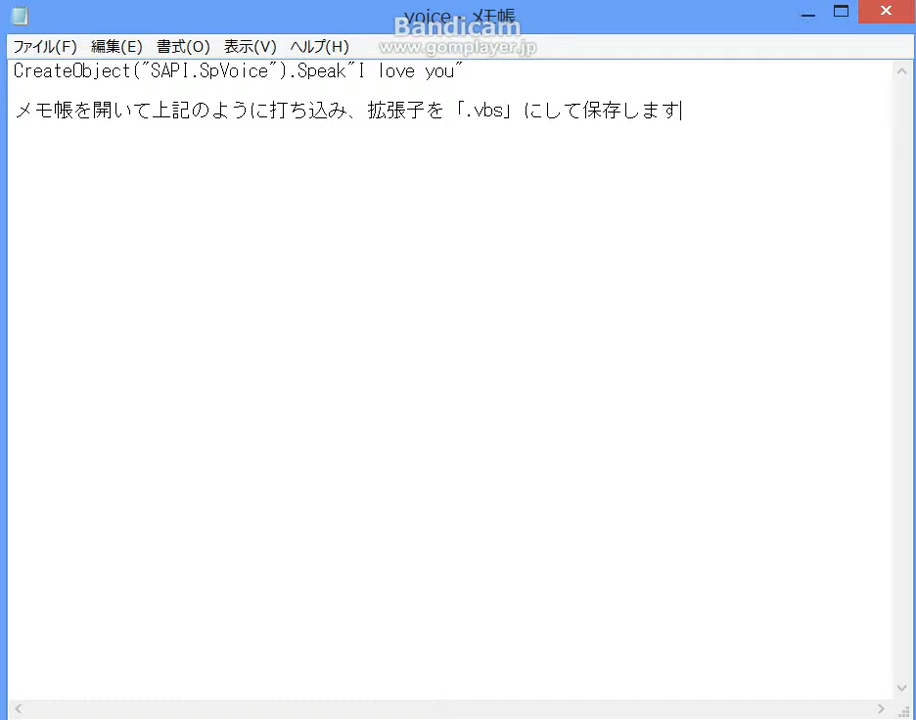 voice - メモ帳
Bandicam
www.gomplayer.jp
ファイル(F) 編集(E) 書式(O) 表示(V) ヘルプ(H)
CreateObject("SAPI.SpVoice").Speak"I love you"
メモ帳を開いて上記のように打ち込み、拡張子を「.vbs」にして保存します